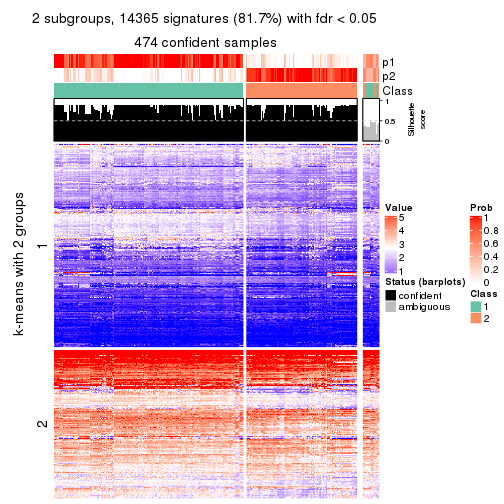 2 subgroups, 14365 signatures (81.7%) with fdr < 0.05
474 confident samples
p1
p2
Class
1
0.5
0
Silhouette
score
k-means with 2 groups
1
2
Value
5
4
3
2
1
Status (barplots)
confident
ambiguous
Prob
1
0.8
0.6
0.4
0.2
0
Class
1
2